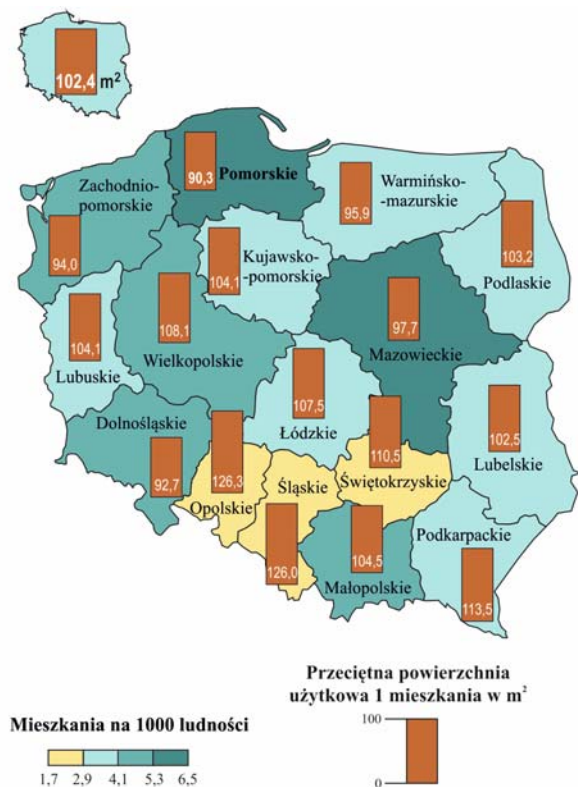 102,4 m²
90,3
Pomorskie
Zachodnio-
pomorskie
94,0
Warmińsko-
mazurskie
95,9
103,2
Podlaskie
Kujawsko-
-pomorskie
104,1
104,1
Lubuskie
108,1
Wielkopolskie
97,7
Mazowieckie
107,5
Łódzkie
Dolnośląskie
92,7
126,3
Opolskie
Śląskie
126,0
110,5
Świętokrzyskie
102,5
Lubelskie
104,5
Małopolskie
Podkarpackie
113,5
Przeciętna powierzchnia
użytkowa 1 mieszkania w m²
100
0
Mieszkania na 1000 ludności
1,7 2,9 4,1 5,3 6,5